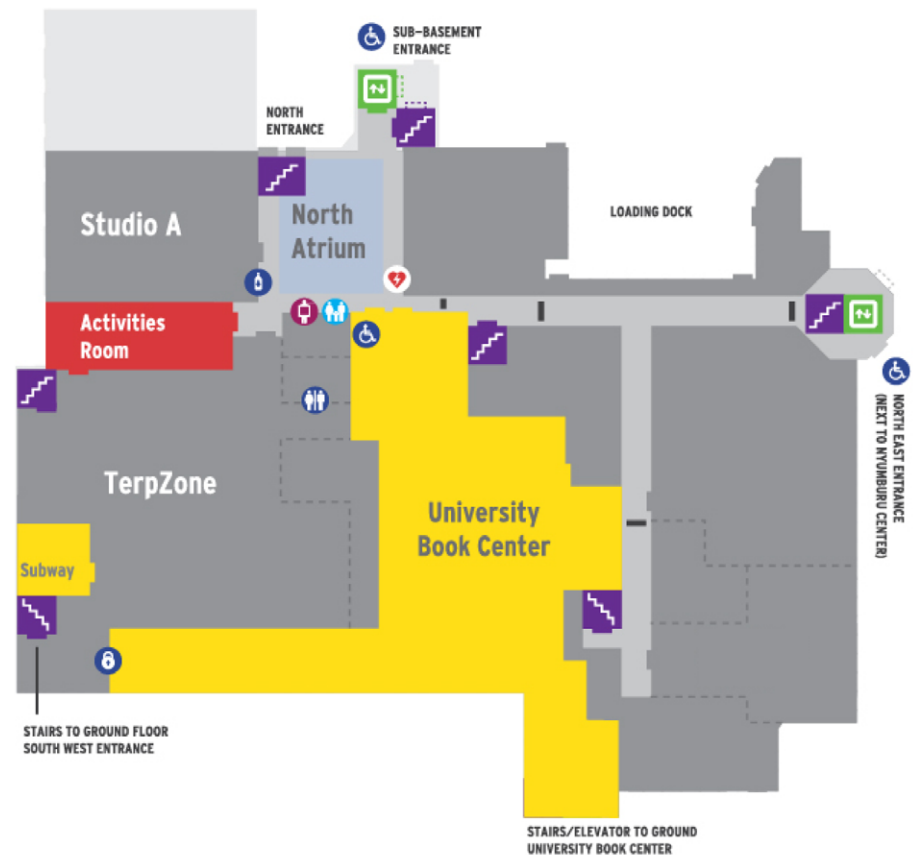 SUB-BASEMENT
ENTRANCE
NORTH
ENTRANCE
Studio A
North
Atrium
LOADING DOCK
Activities
Room
NORTH EAST ENTRANCE
(NEXT TO NYUMBURU CENTER)
TerpZone
University
Book Center
Subway
STAIRS TO GROUND FLOOR
SOUTH WEST ENTRANCE
STAIRS/ELEVATOR TO GROUND
UNIVERSITY BOOK CENTER